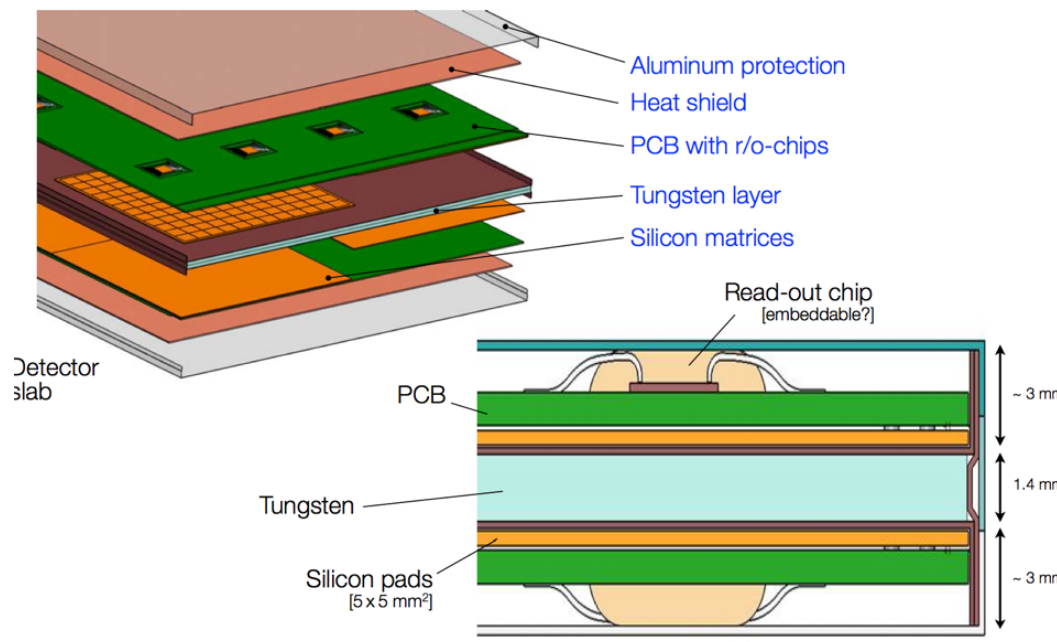 Aluminum protection
Heat shield
PCB with r/o-chips
Tungsten layer
Silicon matrices
Detector
slab
Read-out chip
[embeddable?]
PCB
~ 3 mm
Tungsten
1.4 mm
Silicon pads
[5 x 5 mm²]
~ 3 mm